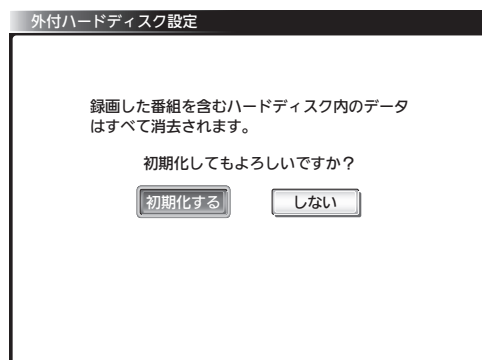 外付ハードディスク設定
録画した番組を含むハードディスク内のデータ
はすべて消去されます。
初期化してもよろしいですか？
初期化する
しない